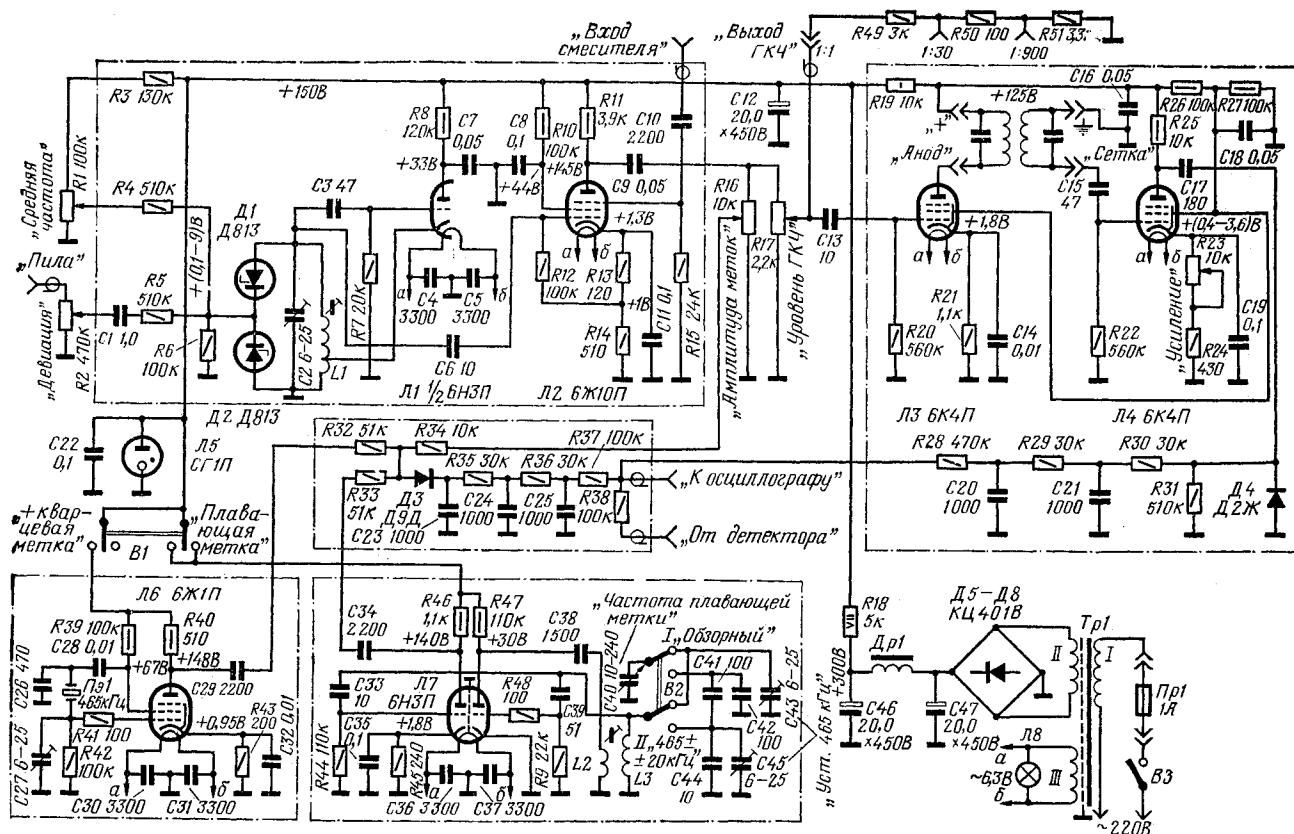 R49 3к
R50 100
R51 3,3к
1:30
1:900
„Вход
смесителя"
„Выход
ГКЧ"
1:1
R3 130к
+150В
R8
120к
C7
0,05
C8
0,1
R10
100к
R11
3,9к
C10
2200
C12
20,0
×450В
R19 10к
+125В
C16 0,05
R26 100к
R27 100к
R25
10к
C18 0,05
„Средняя
частота"
R1 100к
R4 510к
+33В
+44В
+145В
C9 0,05
„+"
„Анод"
„Сетка"
C15
47
C17
180
+(0,4–3,6)В
Д1
Д813
C3 47
+1,3В
R16
10к
R17
2,2к
C13
10
+1,8В
R23
10к
„Пила"
+(0,1–9)В
R5
510к
а
б
а
б
а
б
а
б
R12
100к
R13
120
+1В
„Девиация"
R2 470к
C1 1,0
R6
100к
C2 6-25
L1
R7 20к
C4
3300
C5
3300
R14
510
C11 0,1
R15 24к
„Амплитуда меток"
„Уровень ГКЧ"
R20
560к
R21
1,1к
C14
0,01
R22
560к
„Усиление"
R24
430
C19
0,1
C6 10
Л1 1/2 6Н3П
Л2 6Ж10П
Л3 6К4П
Л4 6К4П
Д2 Д813
C22
0,1
Л5
СГ1П
R32 51к
R34 10к
R37 100к
R35 30к
R36 30к
R33
51к
Д3
Д9Д
C23 1000
C24
1000
C25
1000
R38
100к
„К осциллографу"
„От детектора"
R28 470к
R29 30к
R30 30к
C20
1000
C21
1000
R31
510к
Д4
Д2Ж
„+квар-
цевая
метка"
„Плава-
ющая
метка"
В1
Л6 6Ж1П
R39 100к
C28 0,01
R40
510
+67В
+148В
C26 470
Пэ1
465кГц
C29 2200
R41 100
+0,95В
R43
200
C32 0,01
C27 6-25
R42
100к
а
б
C30 3300
C31 3300
C34
2200
R46
1,1к
R47
110к
+140В
+30В
C38
1500
„Частота плавающей
метки"
I „Обзорный"
C33
10
Л7
6Н3П
R48
100
C40 10-240
В2
C41 100
C42
100
C43 6-25
R44 110к
C35
0,1
+1,8В
R45 240
C39
51
R9 22к
L2
L3
II „465±
±20кГц"
C44
10
C45
6-25
а
б
C36 3300
C37 3300
„Уст. 465 кГц"
R18
5к
+300В
Др1
Д5–Д8
КЦ401В
Тр1
I
II
III
C46
20,0
×450В
C47
20,0
×450В
Л8
а
~6,3В
б
Пр1
1А
В3
~220В